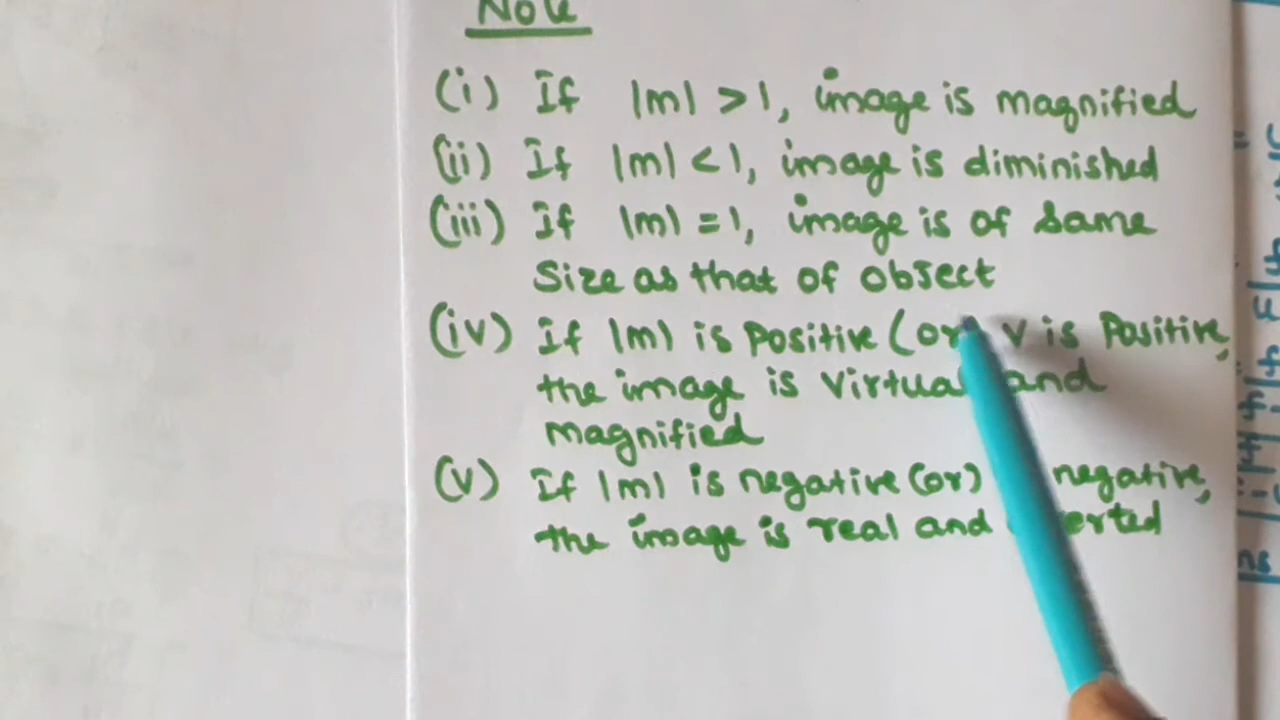 Note
(i) If |m| > 1, image is magnified
(ii) If |m| < 1, image is diminished
(iii) If |m| = 1, image is of same
Size as that of object
(iv) If |m| is positive (or) v is Positive,
the image is virtual and
magnified
(v) If |m| is negative (or) negative,
the image is real and